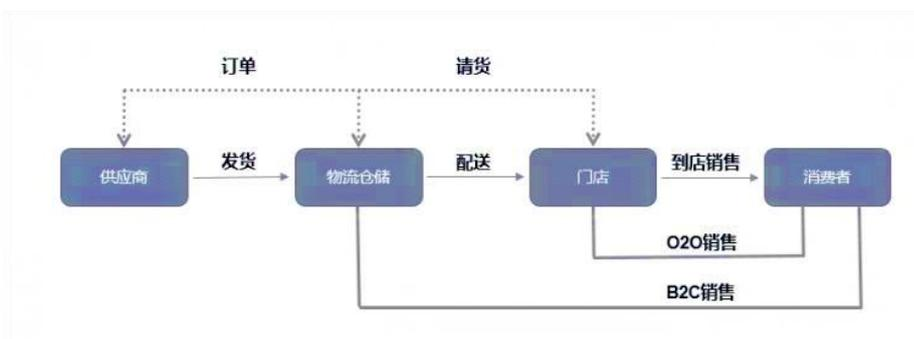 订单
请货
供应商
发货
物流仓储
配送
门店
到店销售
消费者
O2O销售
B2C销售